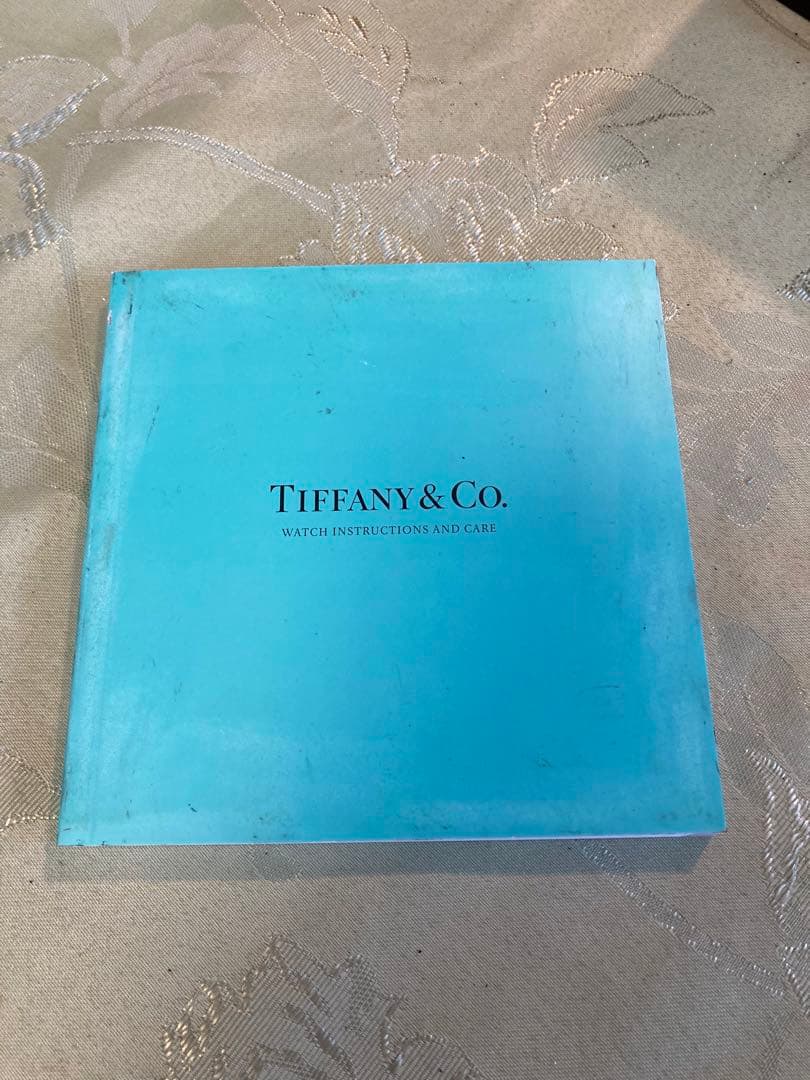 TIFFANY & CO.
WATCH INSTRUCTIONS AND CARE